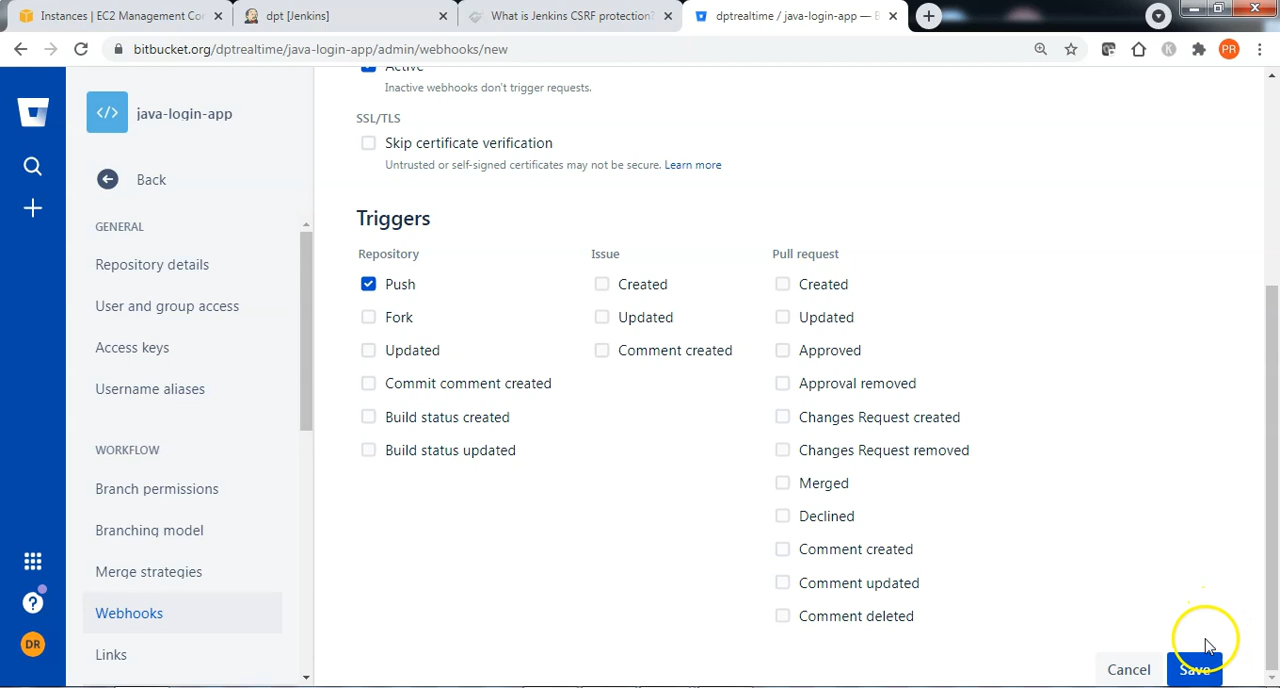 Instances | EC2 Management Con
dpt [Jenkins]
What is Jenkins CSRF protection?
dptrealtime / java-login-app — B
bitbucket.org/dptrealtime/java-login-app/admin/webhooks/new
K
PR
java-login-app
Back
GENERAL
Repository details
User and group access
Access keys
Username aliases
WORKFLOW
Branch permissions
Branching model
Merge strategies
Webhooks
Links
DR
Active
Inactive webhooks don't trigger requests.
SSL/TLS
Skip certificate verification
Untrusted or self-signed certificates may not be secure. Learn more
Triggers
Repository
Push
Fork
Updated
Commit comment created
Build status created
Build status updated
Issue
Created
Updated
Comment created
Pull request
Created
Updated
Approved
Approval removed
Changes Request created
Changes Request removed
Merged
Declined
Comment created
Comment updated
Comment deleted
Cancel
Save